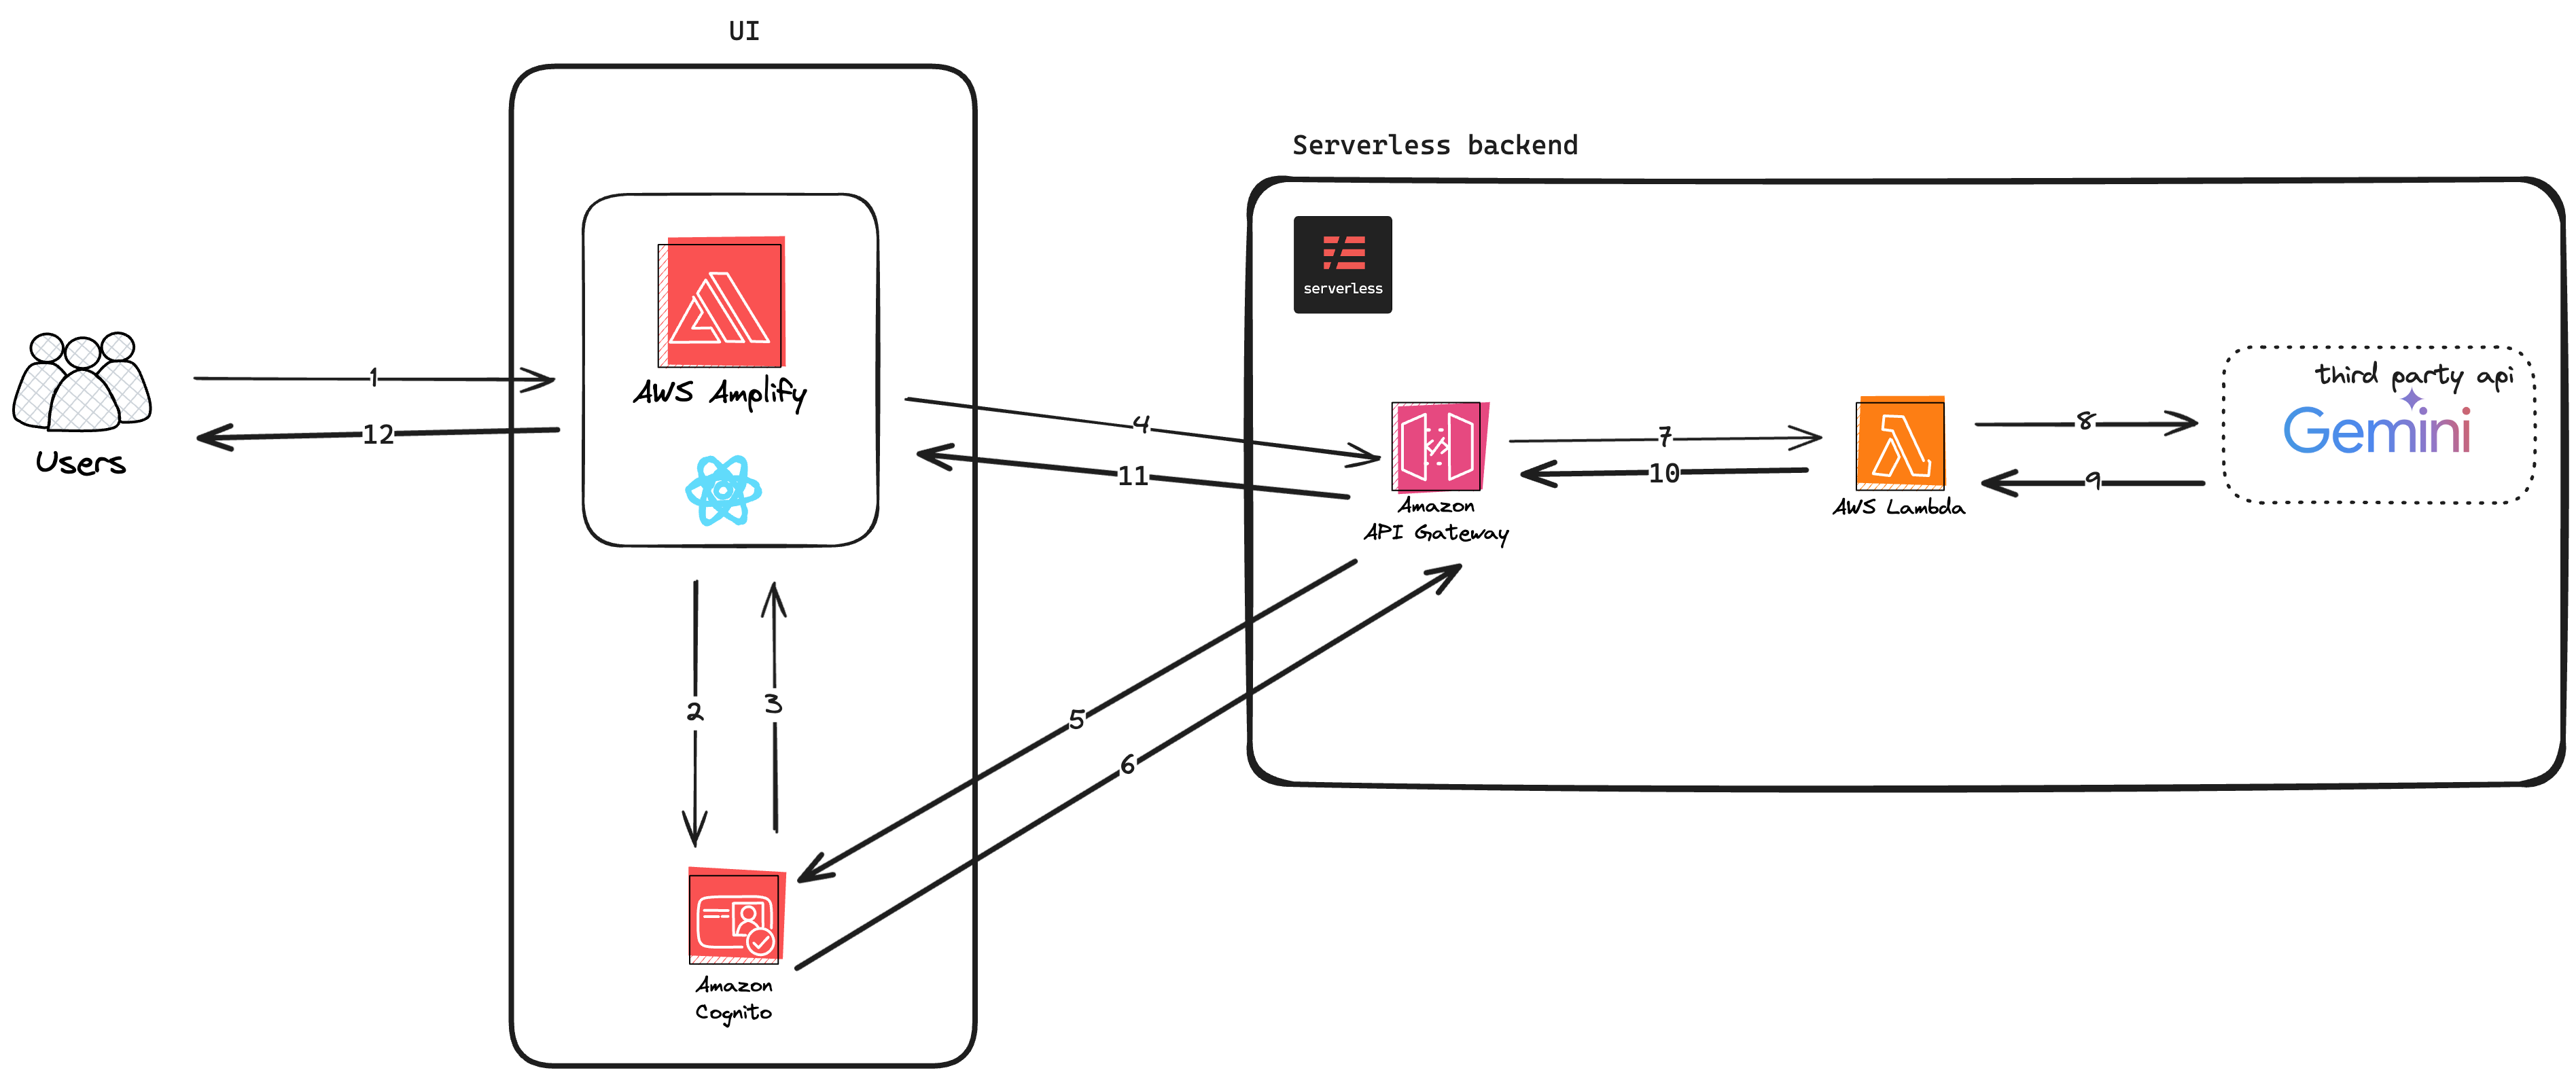 UI
Serverless backend
serverless
AWS Amplify
Users
1
12
2
3
4
11
5
6
Amazon
API Gateway
7
10
AWS Lambda
8
9
third party api
Gemini
Amazon
Cognito